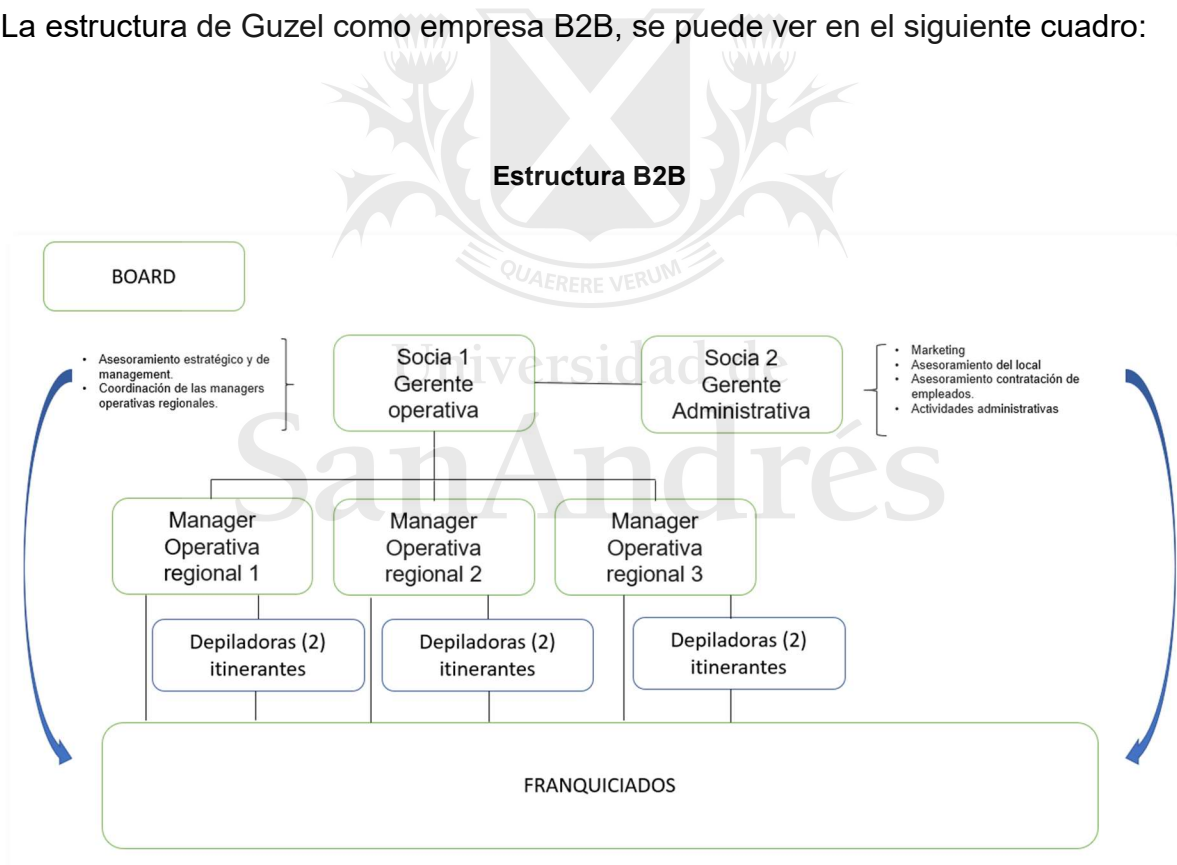 La estructura de Guzel como empresa B2B, se puede ver en el siguiente cuadro:
Estructura B2B
QUAERERE VERUM
Universidad de
SanAndrés
BOARD
• Asesoramiento estratégico y de
management.
• Coordinación de las managers
operativas regionales.
Socia 1
Gerente
operativa
Socia 2
Gerente
Administrativa
• Marketing
• Asesoramiento del local
• Asesoramiento contratación de
empleados.
• Actividades administrativas
Manager
Operativa
regional 1
Manager
Operativa
regional 2
Manager
Operativa
regional 3
Depiladoras (2)
itinerantes
Depiladoras (2)
itinerantes
Depiladoras (2)
itinerantes
FRANQUICIADOS